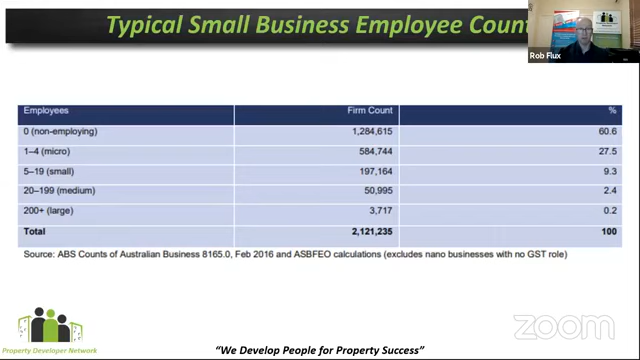 Typical Small Business Employee Count
Rob Flux
Employees Firm Count %
0 (non-employing) 1,284,615 60.6
1–4 (micro) 584,744 27.5
5–19 (small) 197,164 9.3
20–199 (medium) 50,995 2.4
200+ (large) 3,717 0.2
Total 2,121,235 100
Source: ABS Counts of Australian Business 8165.0, Feb 2016 and ASBFEO calculations (excludes nano businesses with no GST role)
zoom
Property Developer Network
“We Develop People for Property Success”